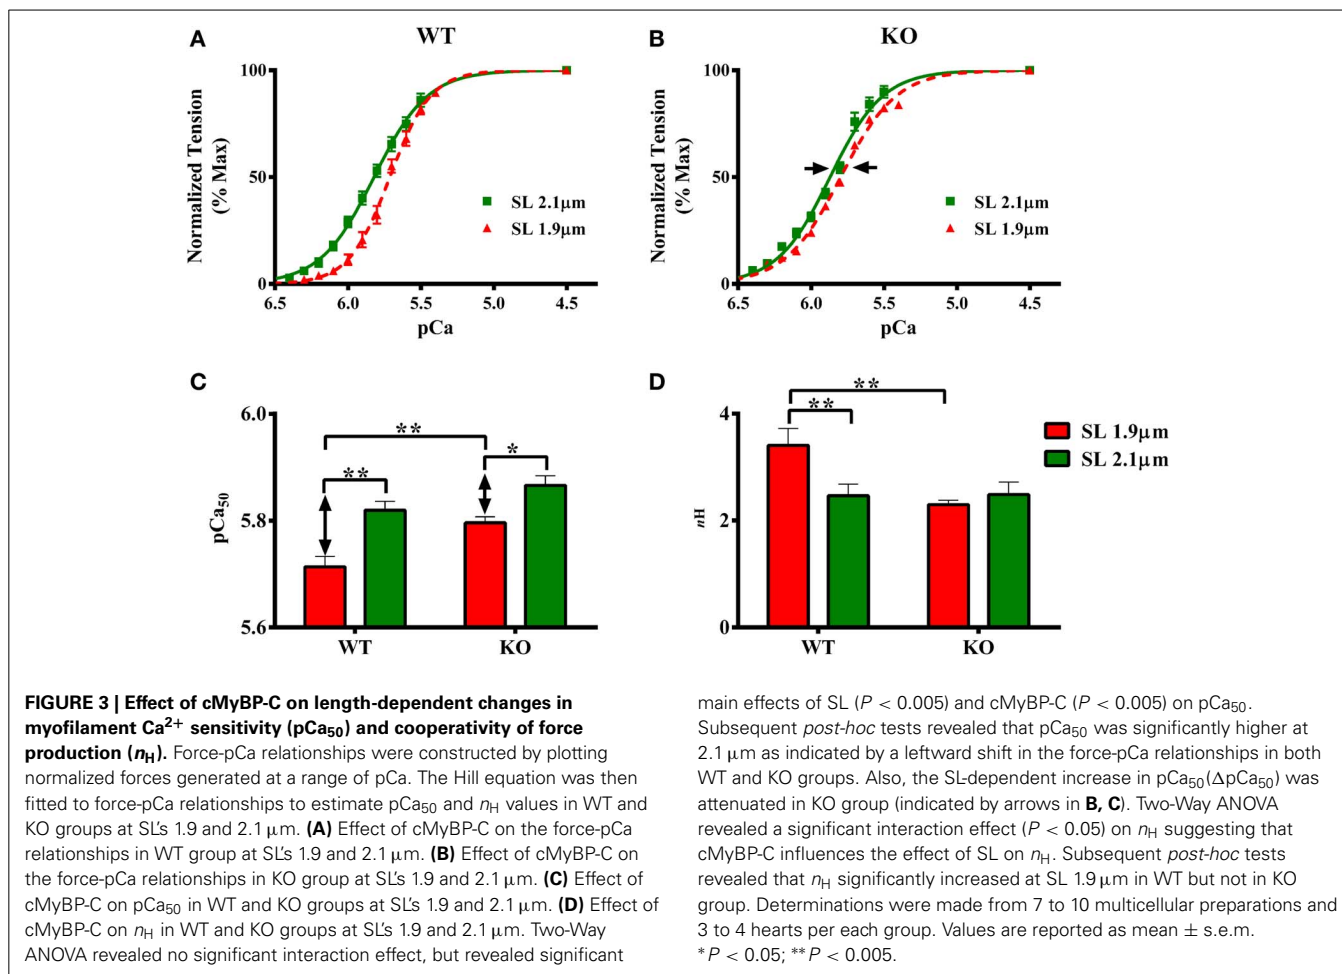 A
WT
100
50
0
Normalized Tension
(% Max)
SL 2.1μm
SL 1.9μm
6.5 6.0 5.5 5.0 4.5
pCa
B
KO
100
50
0
Normalized Tension
(% Max)
SL 2.1μm
SL 1.9μm
6.5 6.0 5.5 5.0 4.5
pCa
C
6.0
5.8
5.6
pCa₅₀
**
**
*
WT KO
D
4
2
0
nH
**
**
WT KO
SL 1.9μm
SL 2.1μm
FIGURE 3 | Effect of cMyBP-C on length-dependent changes in
myofilament Ca²⁺ sensitivity (pCa₅₀) and cooperativity of force
production (n_H). Force-pCa relationships were constructed by plotting
normalized forces generated at a range of pCa. The Hill equation was then
fitted to force-pCa relationships to estimate pCa₅₀ and n_H values in WT and
KO groups at SL's 1.9 and 2.1 μm. (A) Effect of cMyBP-C on the force-pCa
relationships in WT group at SL's 1.9 and 2.1 μm. (B) Effect of cMyBP-C on
the force-pCa relationships in KO group at SL's 1.9 and 2.1 μm. (C) Effect of
cMyBP-C on pCa₅₀ in WT and KO groups at SL's 1.9 and 2.1 μm. (D) Effect of
cMyBP-C on n_H in WT and KO groups at SL's 1.9 and 2.1 μm. Two-Way
ANOVA revealed no significant interaction effect, but revealed significant
main effects of SL (P < 0.005) and cMyBP-C (P < 0.005) on pCa₅₀.
Subsequent post-hoc tests revealed that pCa₅₀ was significantly higher at
2.1 μm as indicated by a leftward shift in the force-pCa relationships in both
WT and KO groups. Also, the SL-dependent increase in pCa₅₀(ΔpCa₅₀) was
attenuated in KO group (indicated by arrows in B, C). Two-Way ANOVA
revealed a significant interaction effect (P < 0.05) on n_H suggesting that
cMyBP-C influences the effect of SL on n_H. Subsequent post-hoc tests
revealed that n_H significantly increased at SL 1.9 μm in WT but not in KO
group. Determinations were made from 7 to 10 multicellular preparations and
3 to 4 hearts per each group. Values are reported as mean ± s.e.m.
*P < 0.05; **P < 0.005.